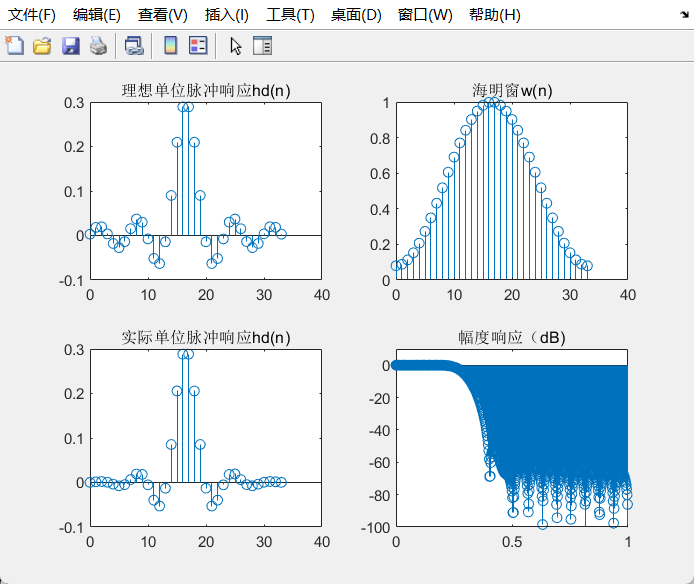 文件(F) 编辑(E) 查看(V) 插入(I) 工具(T) 桌面(D) 窗口(W) 帮助(H)
理想单位脉冲响应hd(n)
0.3
0.2
0.1
0
-0.1
0 10 20 30 40
海明窗w(n)
1
0.8
0.6
0.4
0.2
0
0 10 20 30 40
实际单位脉冲响应hd(n)
0.3
0.2
0.1
0
-0.1
0 10 20 30 40
幅度响应（dB)
0
-20
-40
-60
-80
-100
0 0.5 1